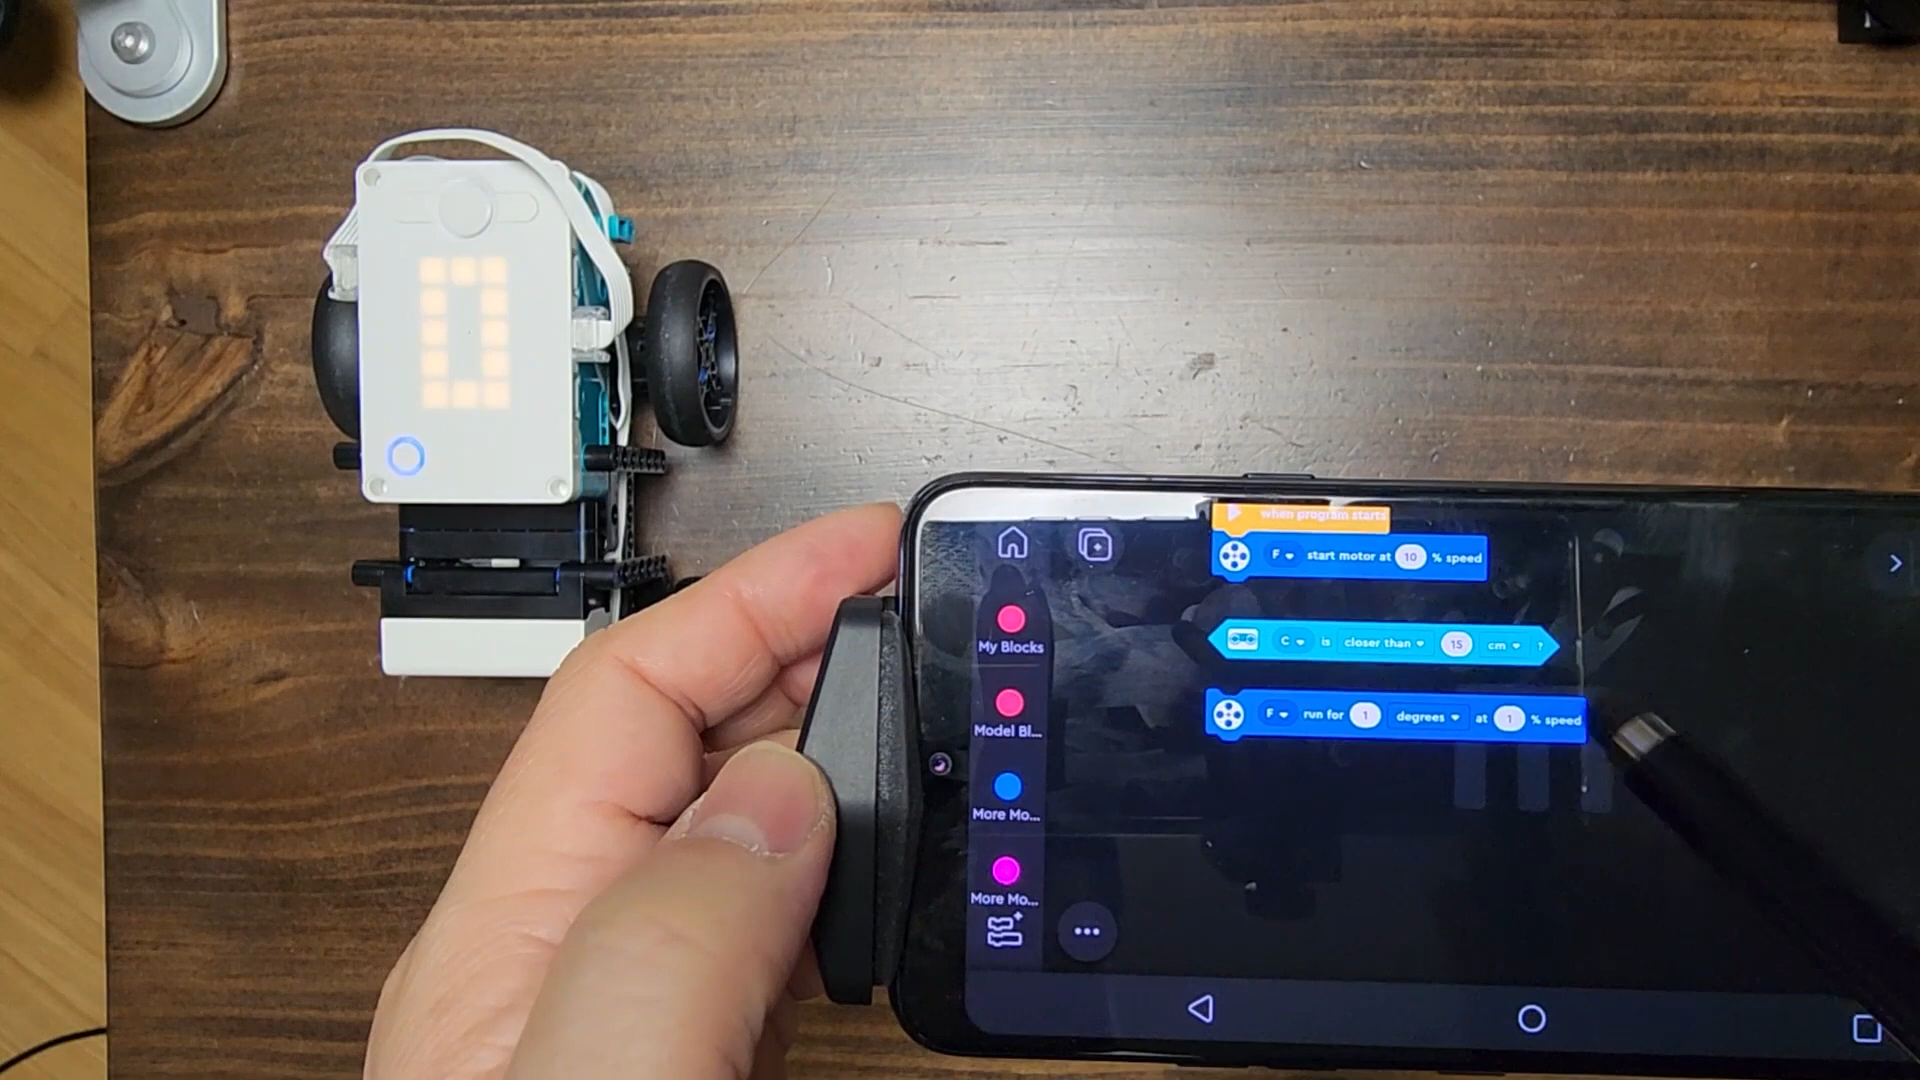 0
when program starts
F start motor at 10 % speed
C is closer than 15 cm ?
F run for 1 degrees at 1 % speed
My Blocks
Model Bl...
More Mo...
More Mo...